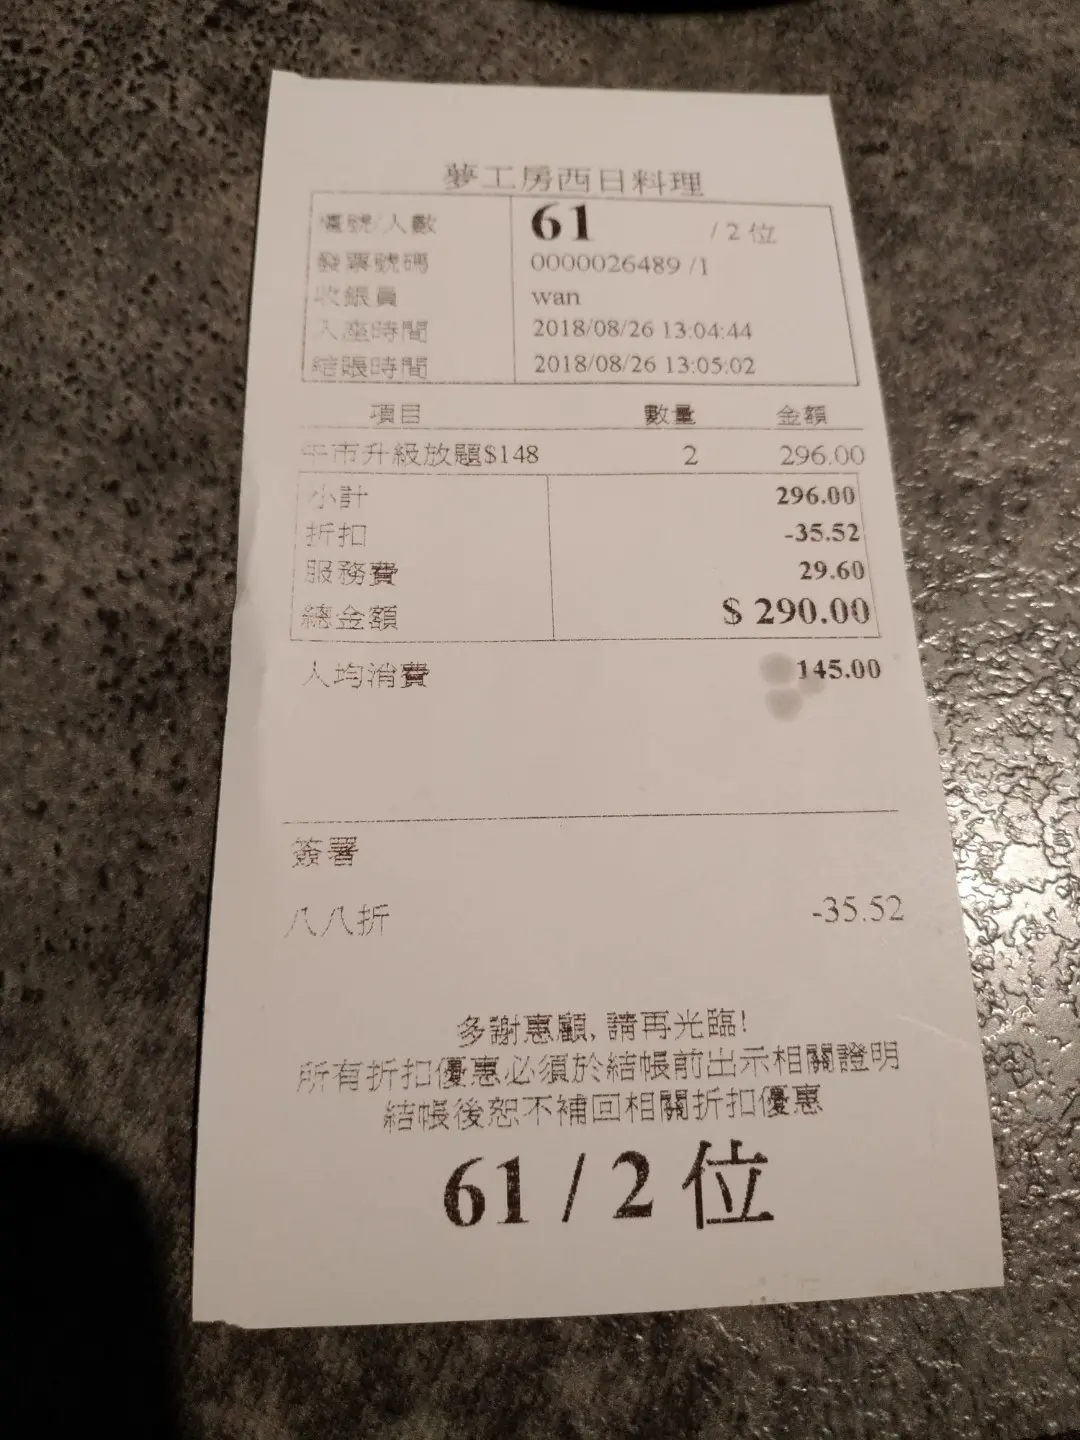 夢工房西日料理
檯號/人數 61 / 2 位
發票號碼 0000026489 /1
收銀員 wan
入座時間 2018/08/26 13:04:44
結賬時間 2018/08/26 13:05:02
項目 數量 金額
午市升級放題$148 2 296.00
小計 296.00
折扣 -35.52
服務費 29.60
總金額 $ 290.00
人均消費 145.00
簽署
八八折 -35.52
多謝惠顧, 請再光臨!
所有折扣優惠必須於結帳前出示相關證明
結帳後恕不補回相關折扣優惠
61 / 2 位